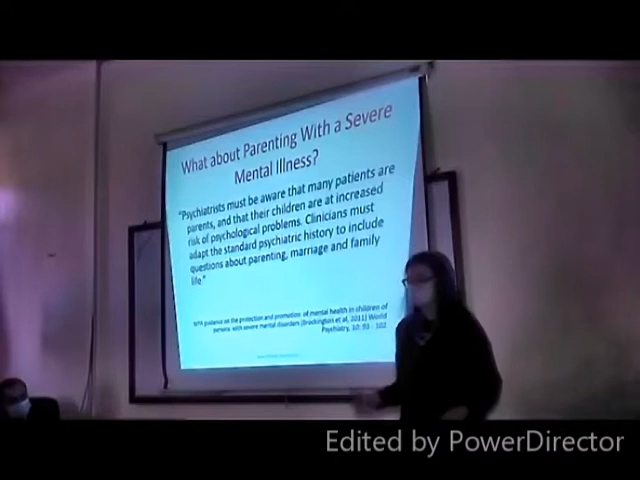 What about Parenting With a Severe
Mental Illness?
"Psychiatrists must be aware that many patients are
parents, and that their children are at increased
risk of psychological problems. Clinicians must
adapt the standard psychiatric history to include
questions about parenting, marriage and family
life."
WPA guidance on the protection and promotion of mental health in children of
persons with severe mental disorders (Brockington et al, 2011) World
Psychiatry, 10: 93 - 102
Edited by PowerDirector